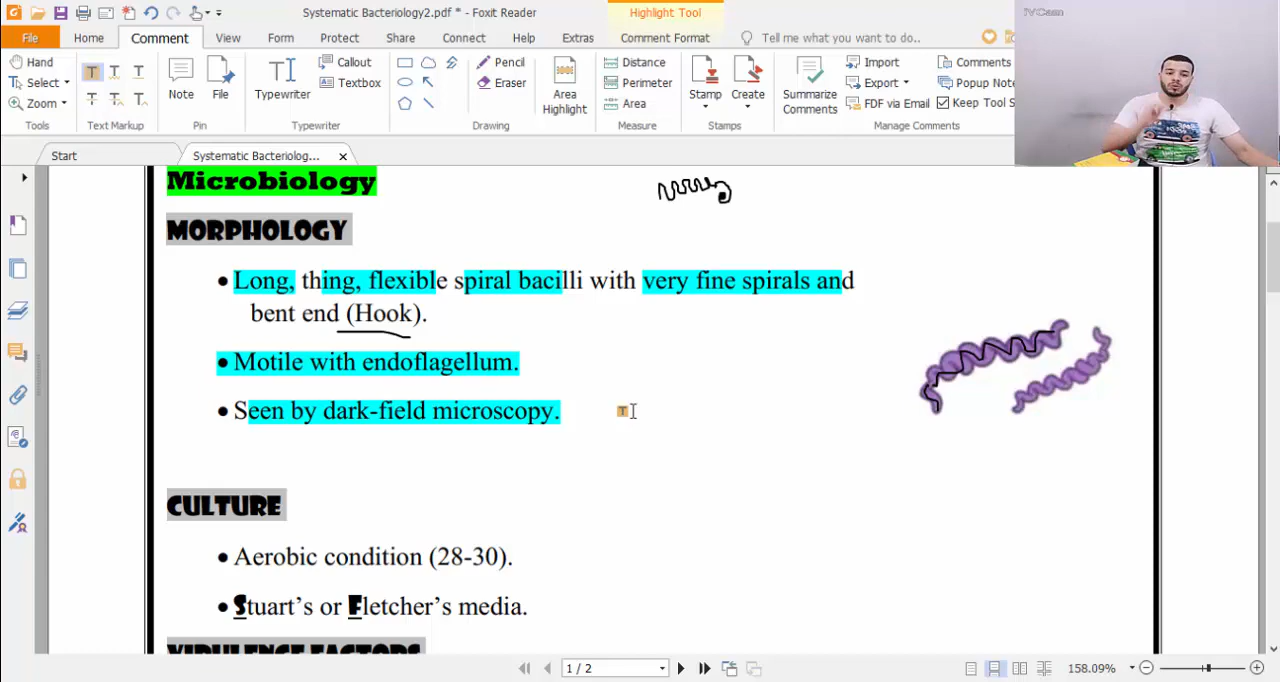 Systematic Bacteriology2.pdf * - Foxit Reader
Highlight Tool
iVCam
File Home Comment View Form Protect Share Connect Help Extras Comment Format Tell me what you want to do..
Hand
Select
Zoom
Tools
T T T
T T T
Text Markup
Note
File
Pin
Typewriter
Callout
Textbox
Typewriter
Pencil
Eraser
Drawing
Area
Highlight
Distance
Perimeter
Area
Measure
Stamp
Create
Stamps
Summarize
Comments
Import
Export
FDF via Email
Comments
Popup Note
Keep Tool S
Manage Comments
Start
Systematic Bacteriolog...
Microbiology
MORPHOLOGY
• Long, thing, flexible spiral bacilli with very fine spirals and
bent end (Hook).
• Motile with endoflagellum.
• Seen by dark-field microscopy.
CULTURE
• Aerobic condition (28-30).
• Stuart’s or Fletcher’s media.
VIRULENCE FACTORS
1 / 2
158.09%